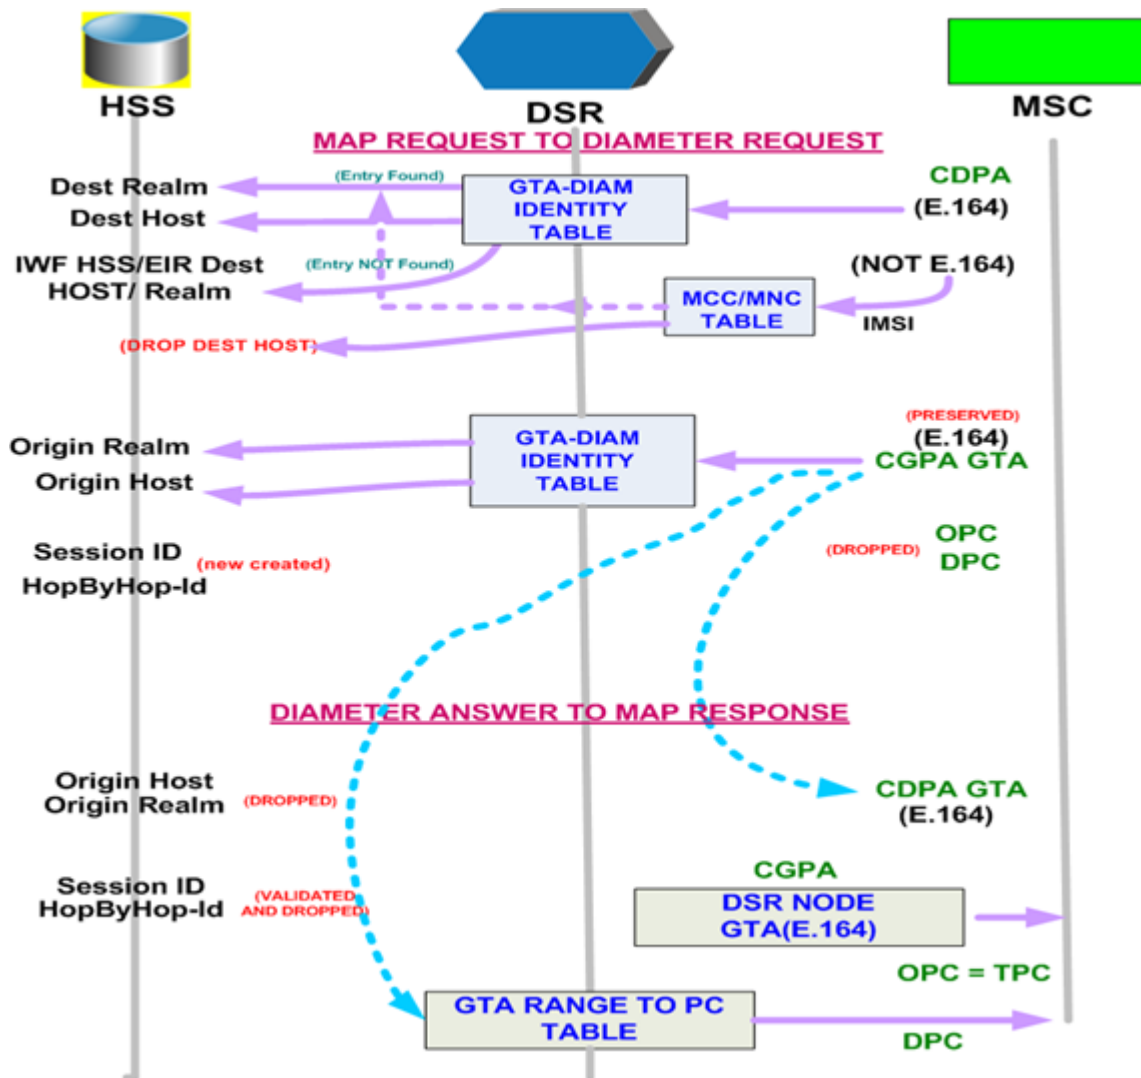 HSS
DSR
MSC
MAP REQUEST TO DIAMETER REQUEST
Dest Realm
(Entry Found)
GTA-DIAM
IDENTITY
TABLE
CDPA
(E.164)
Dest Host
IWF HSS/EIR Dest
HOST/ Realm
(Entry NOT Found)
(NOT E.164)
MCC/MNC
TABLE
IMSI
(DROP DEST HOST)
(PRESERVED)
(E.164)
CGPA GTA
GTA-DIAM
IDENTITY
TABLE
Origin Realm
Origin Host
Session ID
HopByHop-Id
(new created)
(DROPPED)
OPC
DPC
DIAMETER ANSWER TO MAP RESPONSE
Origin Host
Origin Realm
(DROPPED)
CDPA GTA
(E.164)
Session ID
HopByHop-Id
(VALIDATED
AND DROPPED)
CGPA
DSR NODE
GTA(E.164)
OPC = TPC
GTA RANGE TO PC
TABLE
DPC